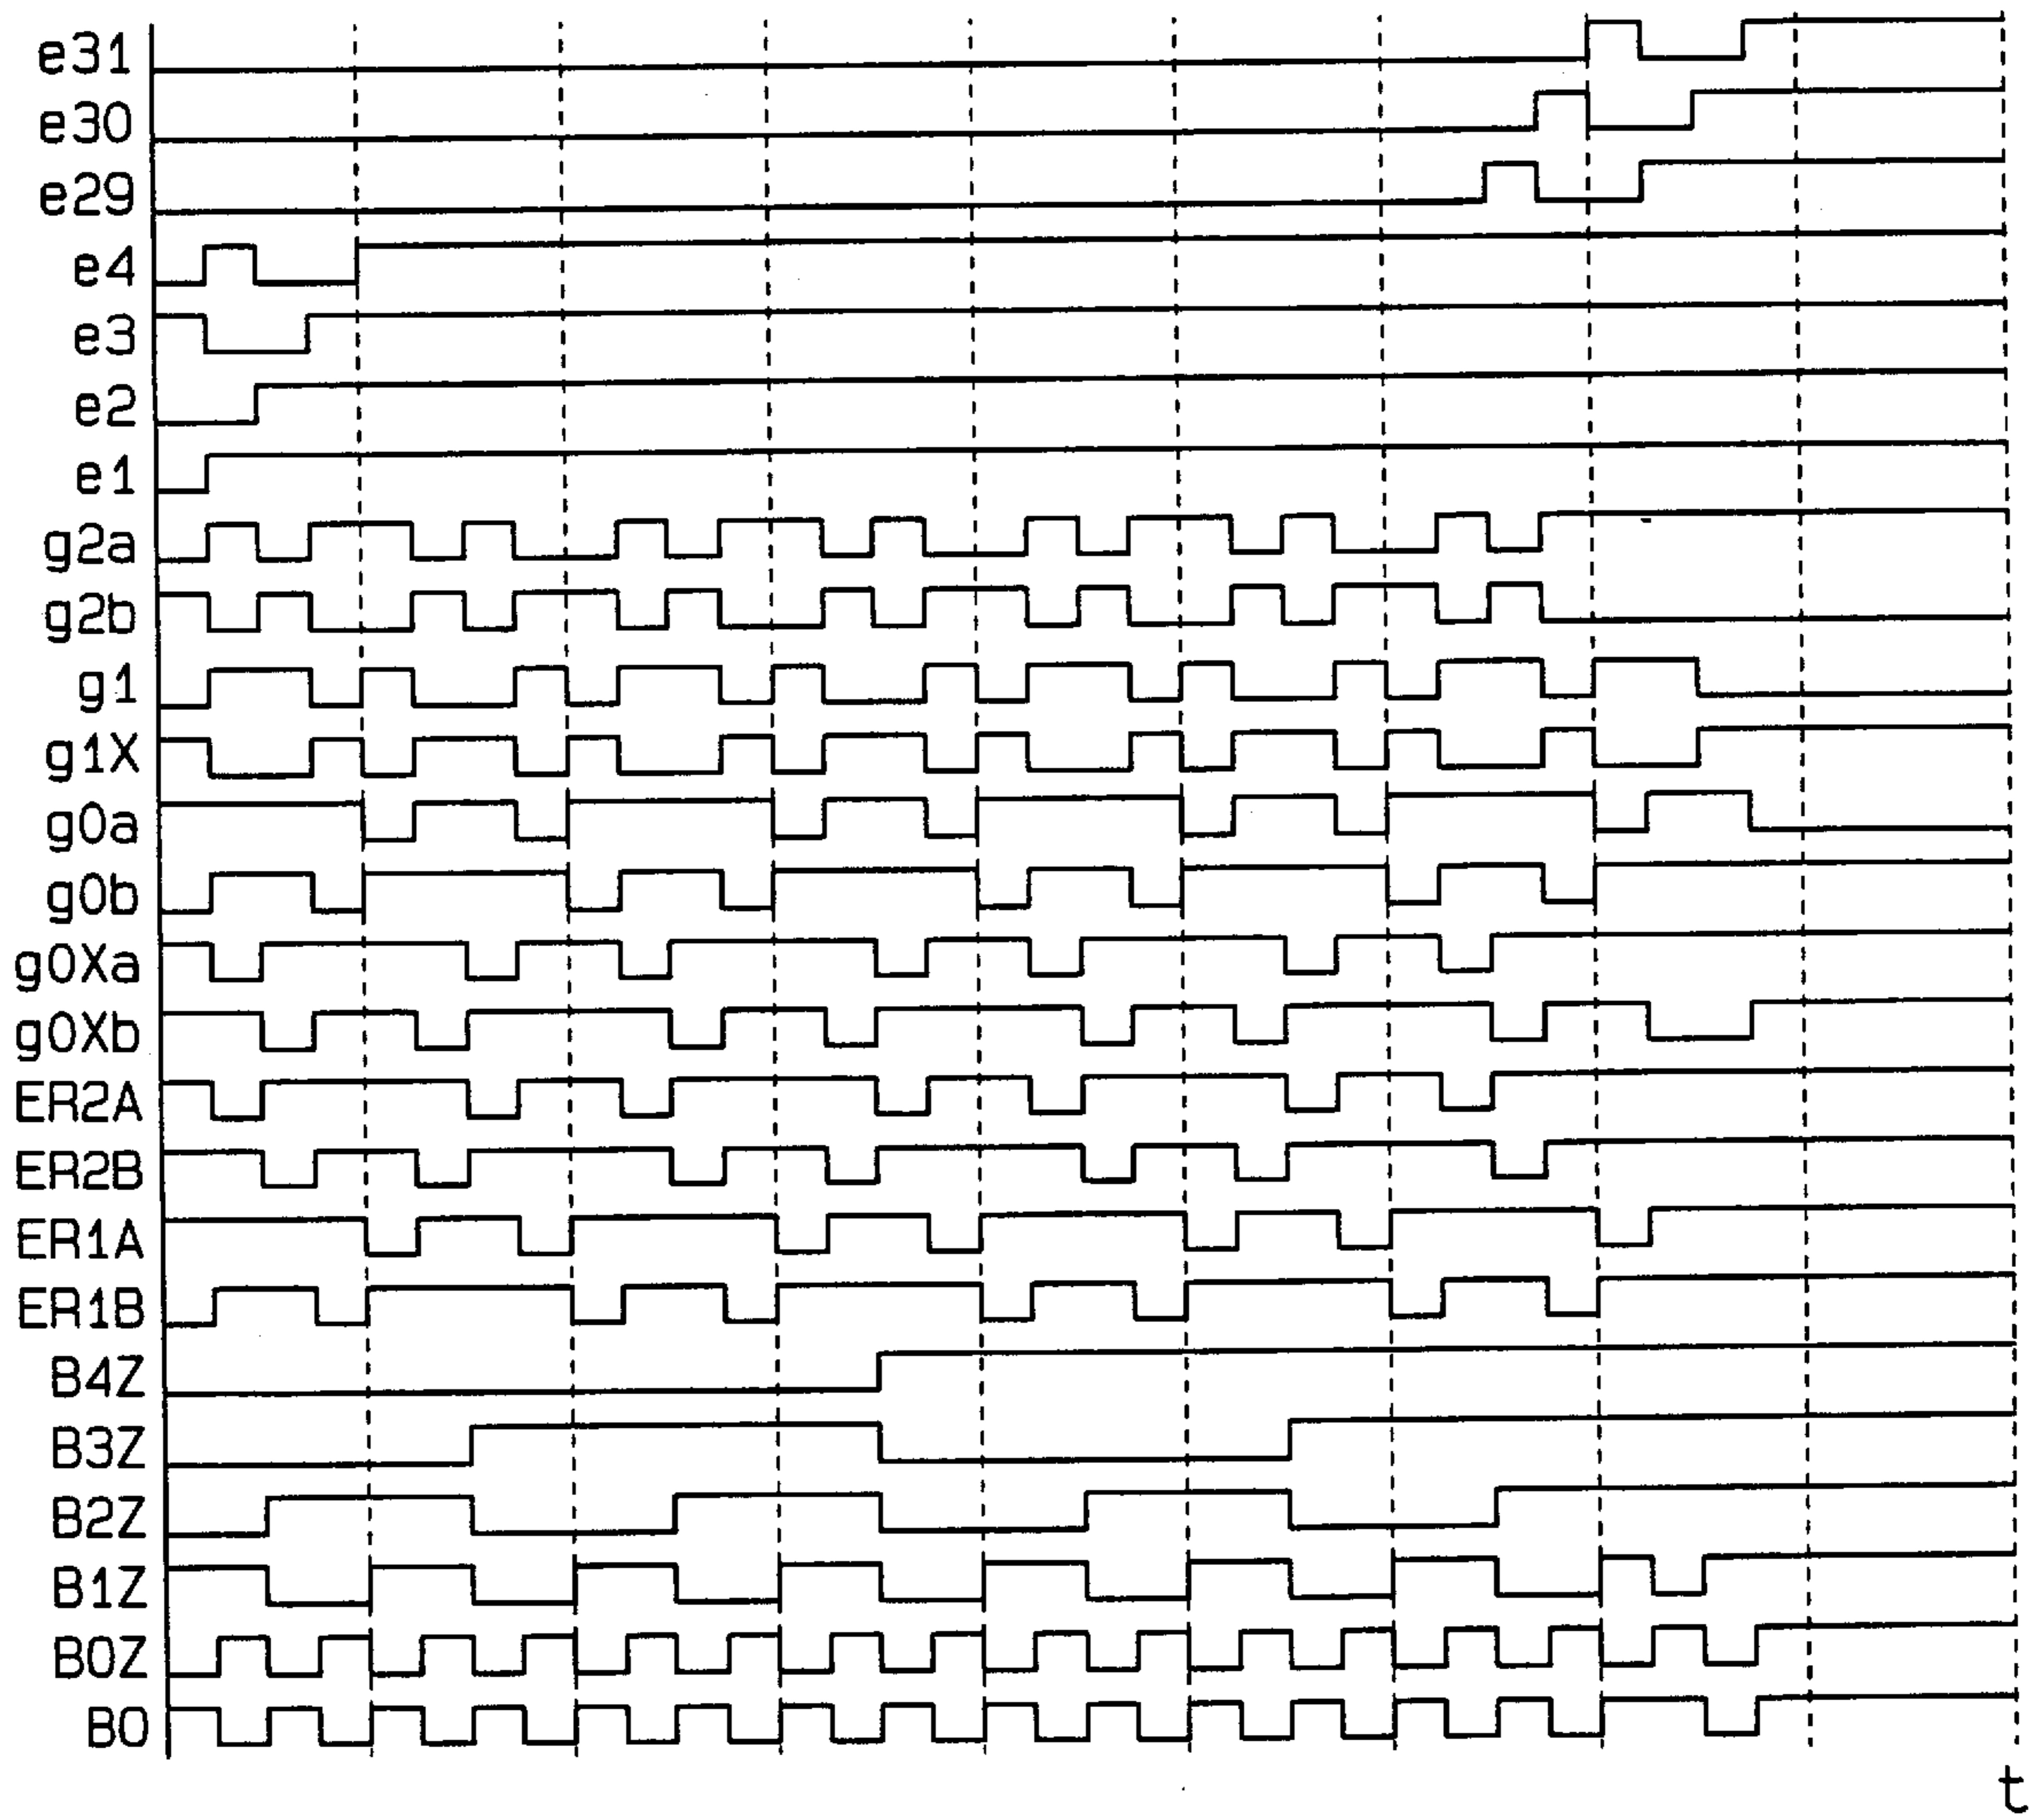 e31
e30
e29
e4
e3
e2
e1
g2a
g2b
g1
g1X
g0a
g0b
g0Xa
g0Xb
ER2A
ER2B
ER1A
ER1B
B4Z
B3Z
B2Z
B1Z
B0Z
B0
t